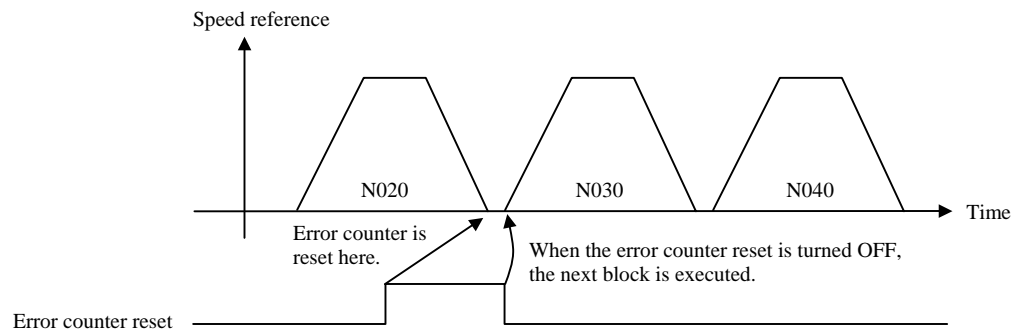 Speed reference
N020
N030
N040
Time
Error counter is
reset here.
When the error counter reset is turned OFF,
the next block is executed.
Error counter reset